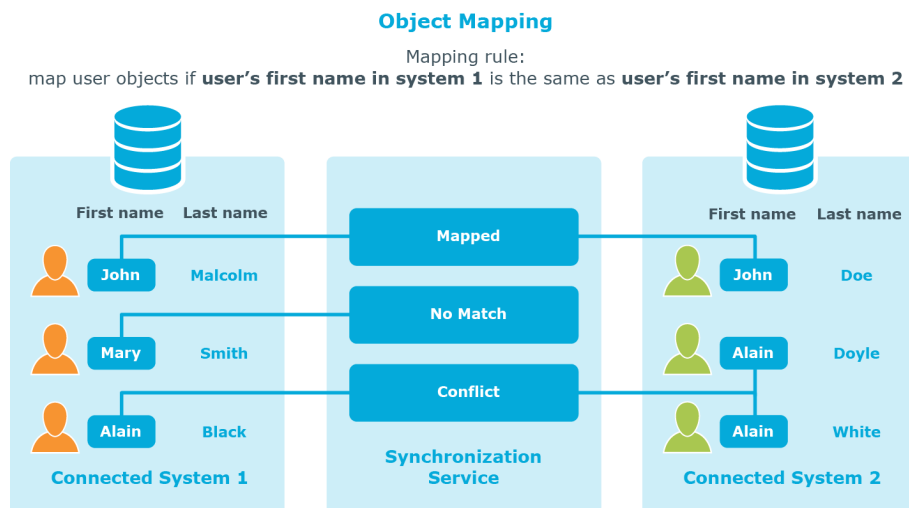 Object Mapping
Mapping rule:
map user objects if user's first name in system 1 is the same as user's first name in system 2
First name Last name
First name Last name
Mapped
John Malcolm
John Doe
No Match
Mary Smith
Alain Doyle
Conflict
Alain Black
Alain White
Synchronization
Service
Connected System 1
Connected System 2